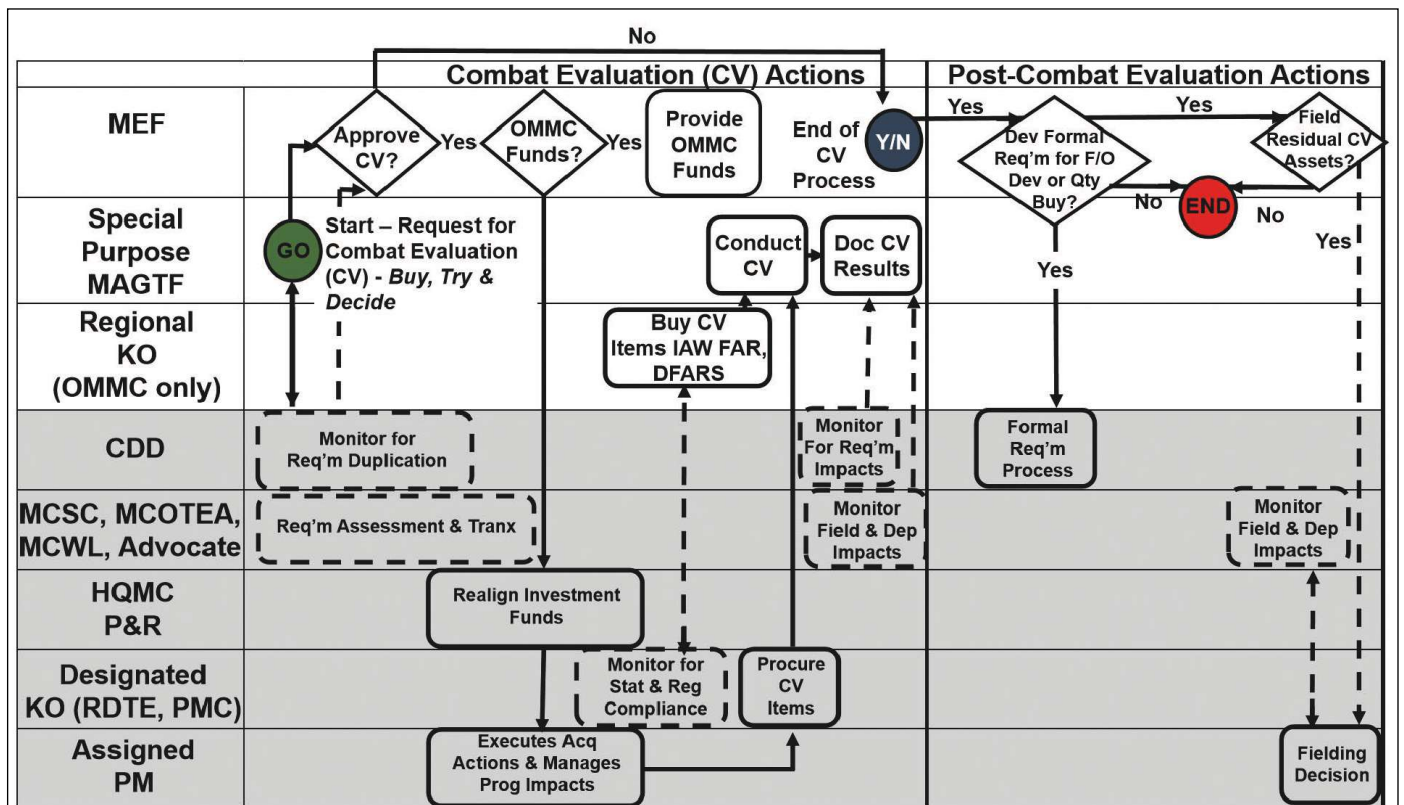 No
Combat Evaluation (CV) Actions
Post-Combat Evaluation Actions
MEF
Approve
CV?
Yes
OMMC
Funds?
Yes
Provide
OMMC
Funds
End of
CV
Process
Y/N
Yes
Dev Formal
Req'm for F/O
Dev or Qty
Buy?
Yes
Field
Residual CV
Assets?
No
END
No
Yes
Yes
Special
Purpose
MAGTF
GO
Start – Request for
Combat Evaluation
(CV) - Buy, Try &
Decide
Conduct
CV
Doc CV
Results
Regional
KO
(OMMC only)
Buy CV
Items IAW FAR,
DFARS
CDD
Monitor for
Req'm Duplication
Monitor
For Req'm
Impacts
Formal
Req'm
Process
MCSC, MCOTEA,
MCWL, Advocate
Req'm Assessment & Tranx
Monitor
Field & Dep
Impacts
Monitor
Field & Dep
Impacts
HQMC
P&R
Realign Investment
Funds
Designated
KO (RDTE, PMC)
Monitor for
Stat & Reg
Compliance
Procure
CV
Items
Assigned
PM
Executes Acq
Actions & Manages
Prog Impacts
Fielding
Decision